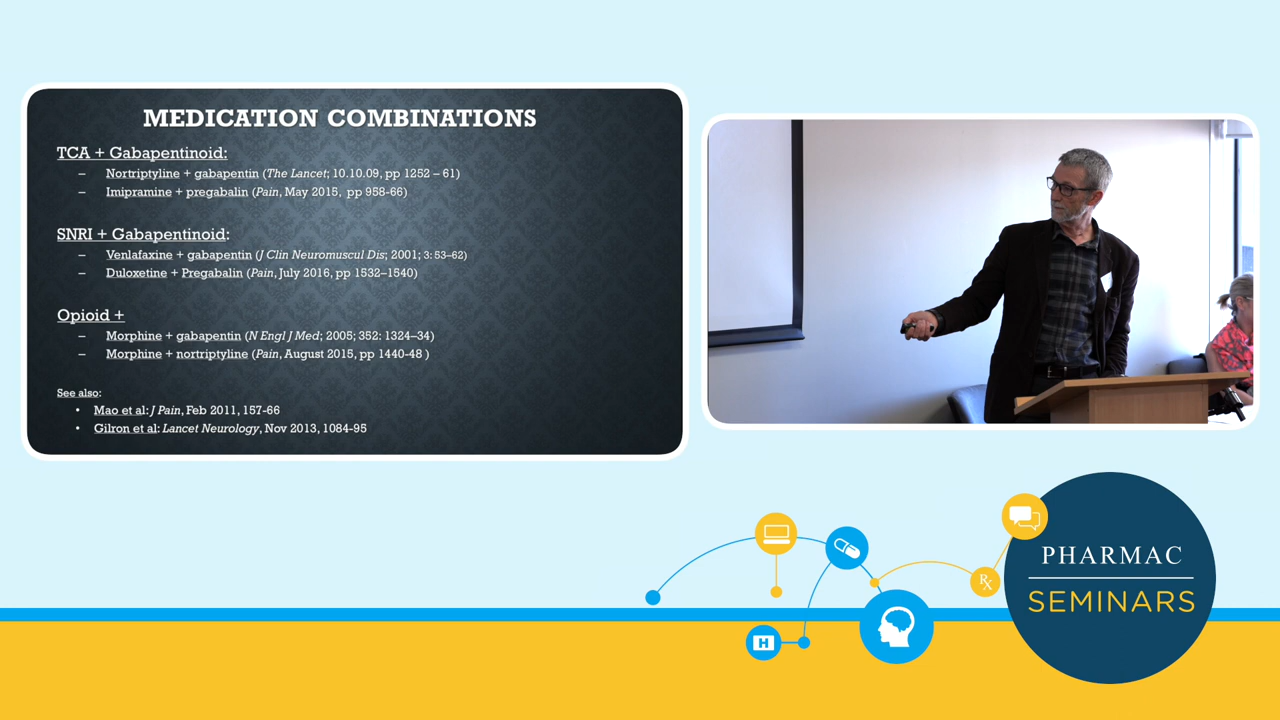 MEDICATION COMBINATIONS
TCA + Gabapentinoid:
– Nortriptyline + gabapentin (The Lancet; 10.10.09, pp 1252 – 61)
– Imipramine + pregabalin (Pain, May 2015, pp 958-66)
SNRI + Gabapentinoid:
– Venlafaxine + gabapentin (J Clin Neuromuscul Dis; 2001; 3: 53–62)
– Duloxetine + Pregabalin (Pain, July 2016, pp 1532–1540)
Opioid +
– Morphine + gabapentin (N Engl J Med; 2005; 352: 1324–34)
– Morphine + nortriptyline (Pain, August 2015, pp 1440-48 )
See also:
• Mao et al: J Pain, Feb 2011, 157-66
• Gilron et al: Lancet Neurology, Nov 2013, 1084-95
PHARMAC
SEMINARS
Rx
H